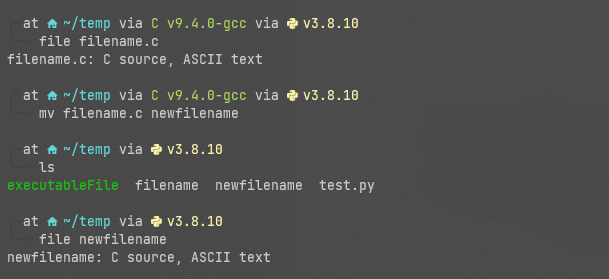 at ~/temp via C v9.4.0-gcc via v3.8.10
file filename.c
filename.c: C source, ASCII text
at ~/temp via C v9.4.0-gcc via v3.8.10
mv filename.c newfilename
at ~/temp via v3.8.10
ls
executableFile filename newfilename test.py
at ~/temp via v3.8.10
file newfilename
newfilename: C source, ASCII text